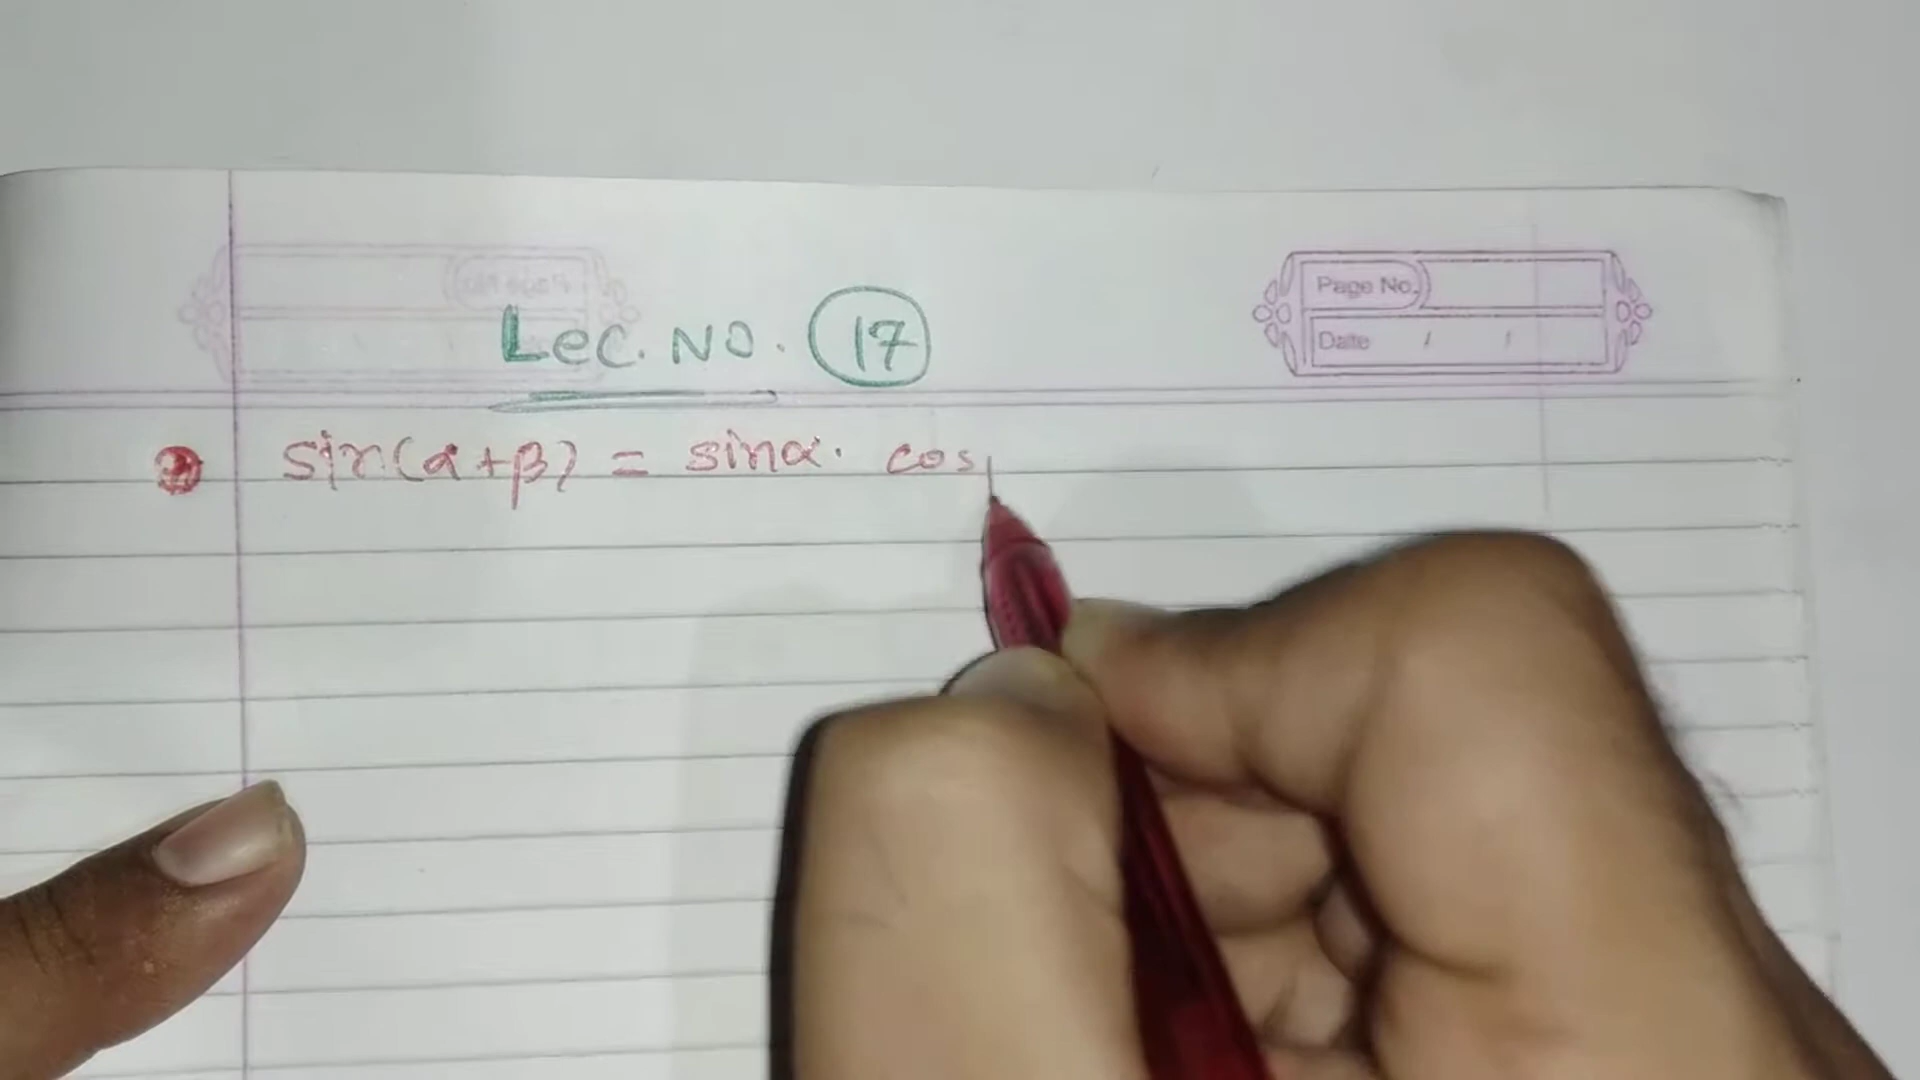 Page No.
Lec. No. 17
Date / /
sin(α+β) = sinα. cos